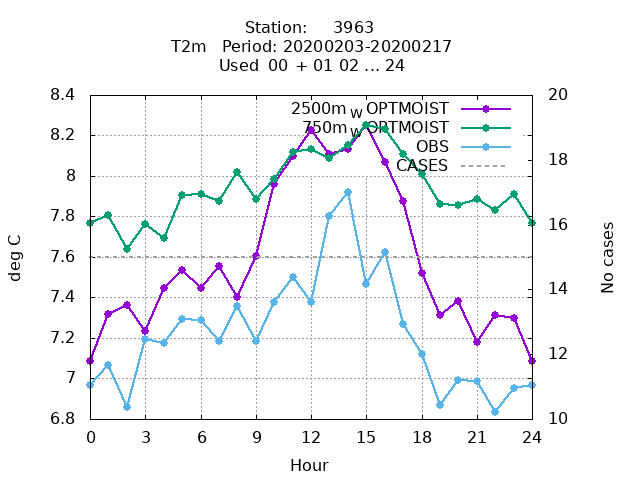 Station: 3963
T2m Period: 20200203-20200217
Used 00 + 01 02 ... 24
8.4
8.2
8
7.8
7.6
7.4
7.2
7
6.8
20
18
16
14
12
10
2500m_W OPTMOIST
750m_W OPTMOIST
OBS
CASES
deg C
No cases
0 3 6 9 12 15 18 21 24
Hour